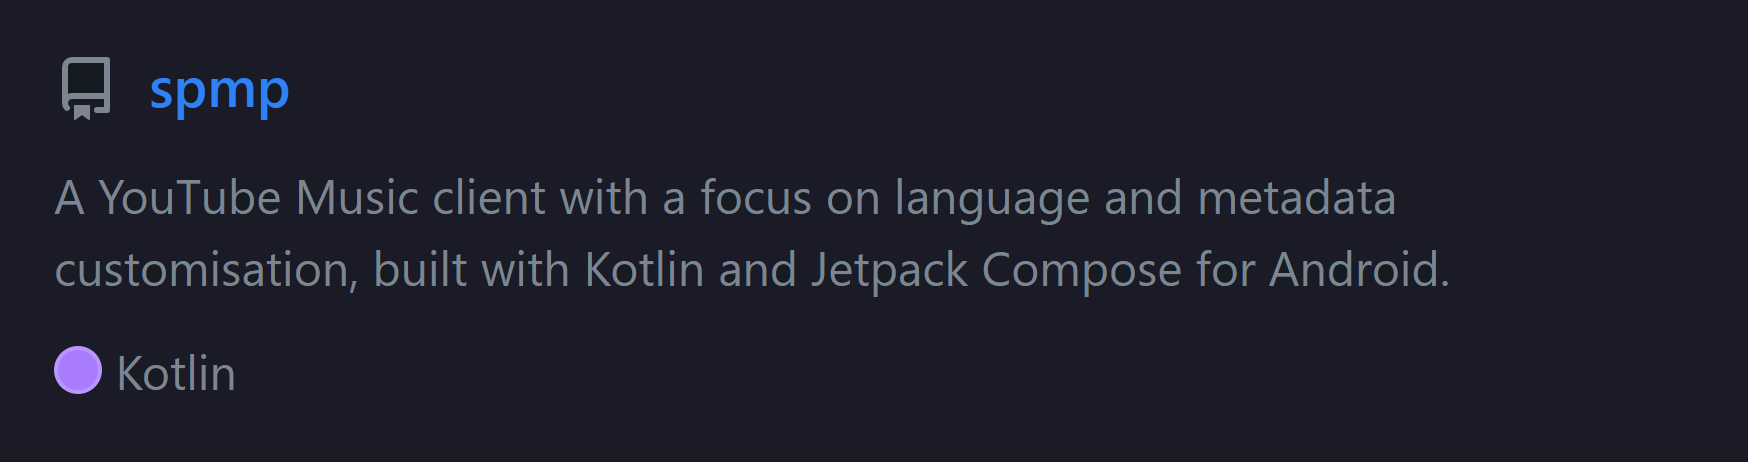 spmp
A YouTube Music client with a focus on language and metadata
customisation, built with Kotlin and Jetpack Compose for Android.
Kotlin